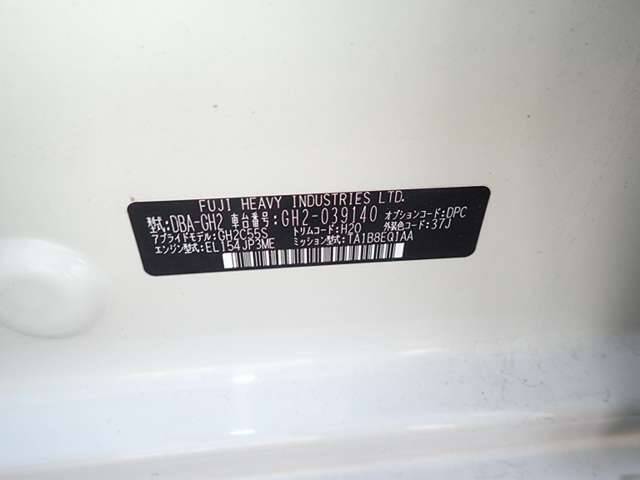 FUJI HEAVY INDUSTRIES LTD.
型式:DBA-GH2 車台番号:GH2-039140 オプションコード:DPC
アプライドモデル:GH2C55S トリムコード:H20 外装色コード:37J
エンジン型式:EL154JP3ME ミッション型式:TA1B8EQ1AA